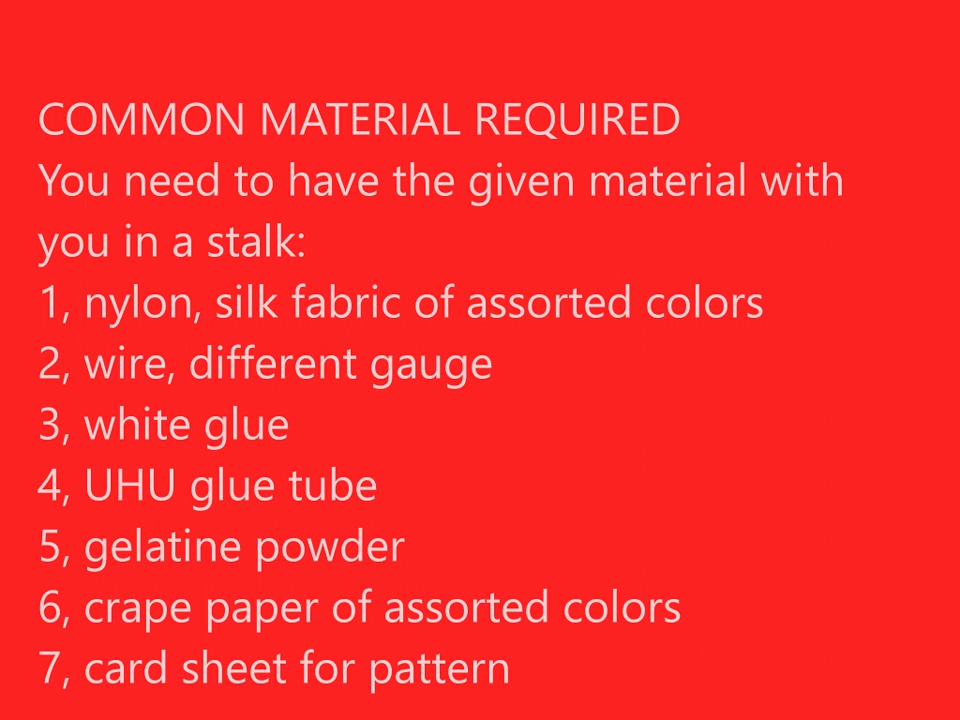 COMMON MATERIAL REQUIRED
You need to have the given material with
you in a stalk:
1, nylon, silk fabric of assorted colors
2, wire, different gauge
3, white glue
4, UHU glue tube
5, gelatine powder
6, crape paper of assorted colors
7, card sheet for pattern